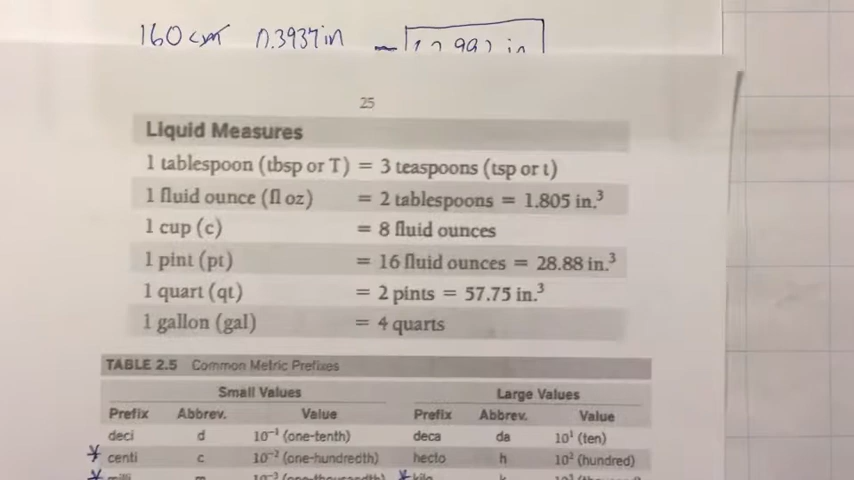 160 cm 0.3937in =
25
Liquid Measures
1 tablespoon (tbsp or T) = 3 teaspoons (tsp or t)
1 fluid ounce (fl oz) = 2 tablespoons = 1.805 in.³
1 cup (c) = 8 fluid ounces
1 pint (pt) = 16 fluid ounces = 28.88 in.³
1 quart (qt) = 2 pints = 57.75 in.³
1 gallon (gal) = 4 quarts
TABLE 2.5 Common Metric Prefixes
Small Values Large Values
Prefix Abbrev. Value Prefix Abbrev. Value
deci d 10⁻¹ (one-tenth) deca da 10¹ (ten)
* centi c 10⁻² (one-hundredth) hecto h 10² (hundred)